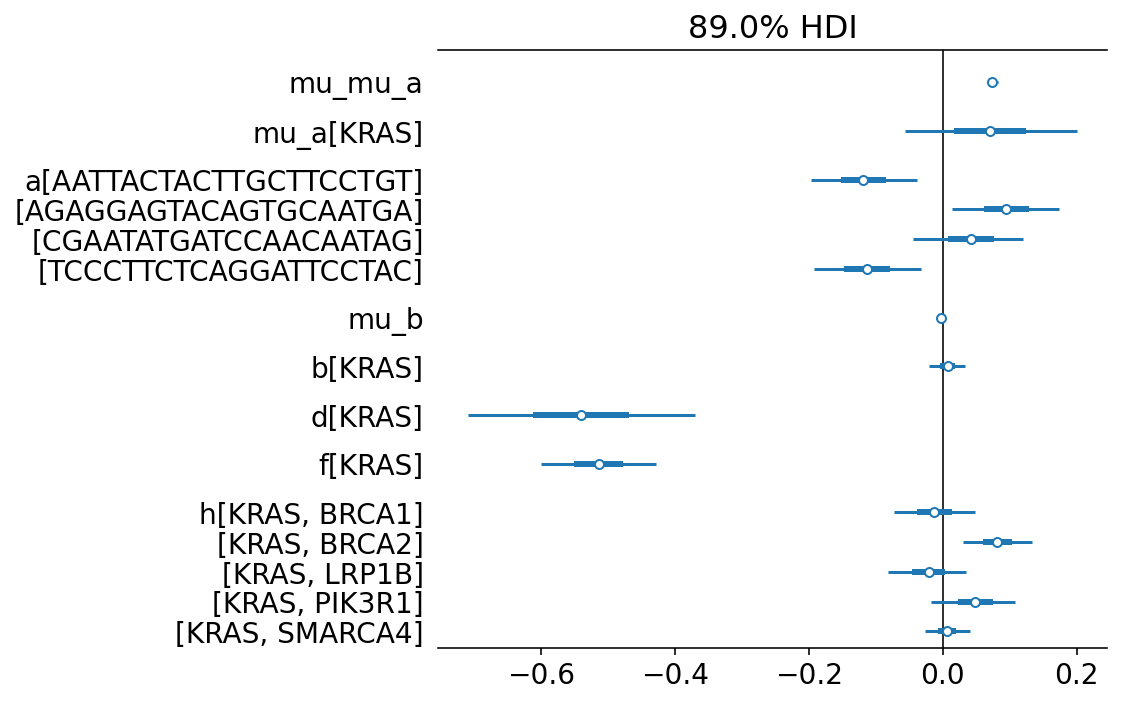 89.0% HDI
mu_mu_a
mu_a[KRAS]
a[AATTACTACTTGCTTCCTGT]
[AGAGGAGTACAGTGCAATGA]
[CGAATATGATCCAACAATAG]
[TCCCTTCTCAGGATTCCTAC]
mu_b
b[KRAS]
d[KRAS]
f[KRAS]
h[KRAS, BRCA1]
[KRAS, BRCA2]
[KRAS, LRP1B]
[KRAS, PIK3R1]
[KRAS, SMARCA4]
−0.6 −0.4 −0.2 0.0 0.2